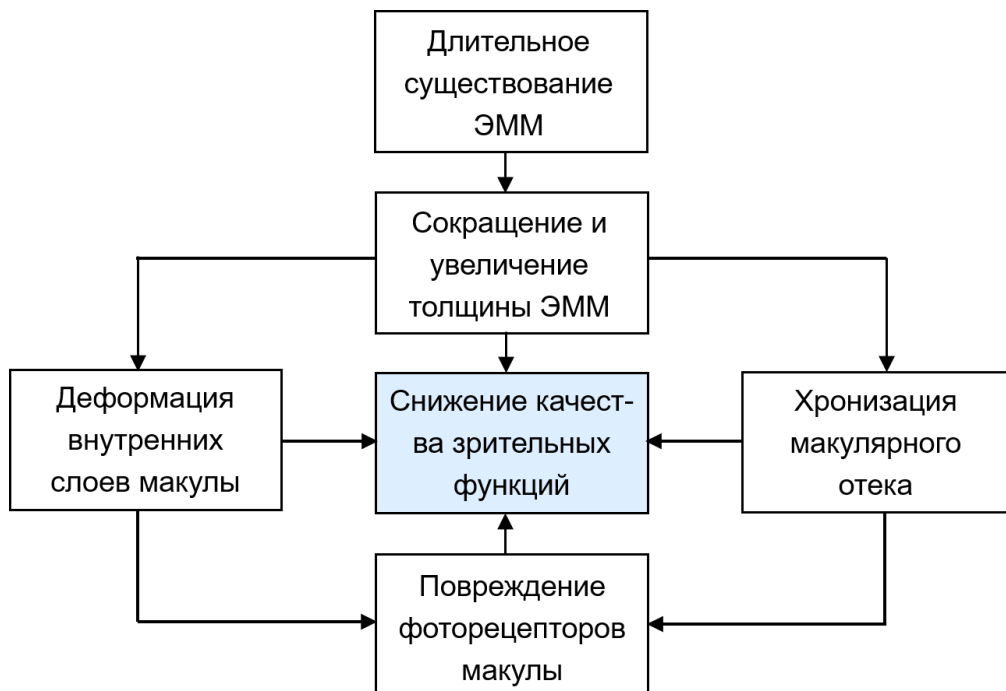 Длительное
существование
ЭММ
Сокращение и
увеличение
толщины ЭММ
Деформация
внутренних
слоев макулы
Снижение качест-
ва зрительных
функций
Хронизация
макулярного
отека
Повреждение
фоторецепторов
макулы